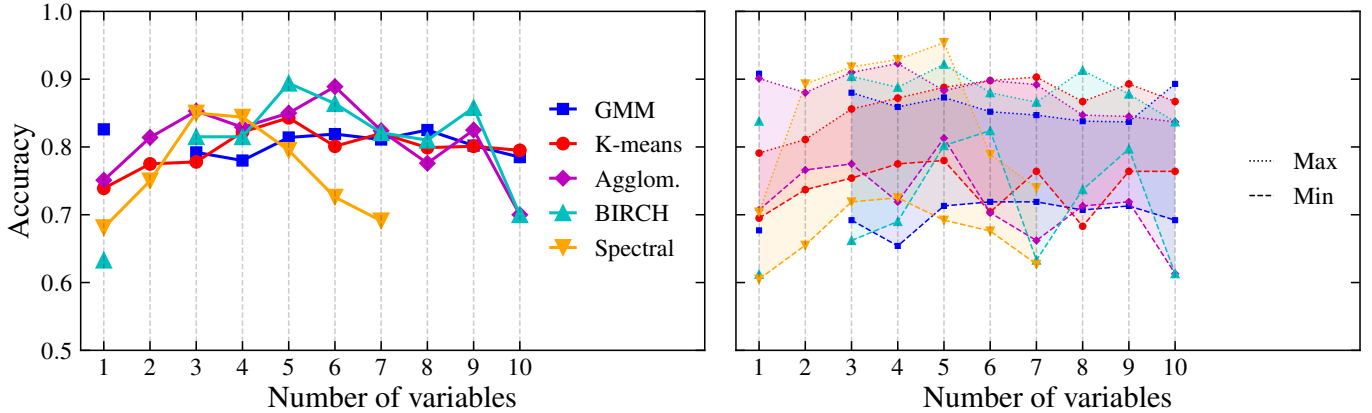 Accuracy
1.0
0.9
0.8
0.7
0.6
0.5
1 2 3 4 5 6 7 8 9 10
Number of variables
GMM
K-means
Agglom.
BIRCH
Spectral
1 2 3 4 5 6 7 8 9 10
Number of variables
Max
Min